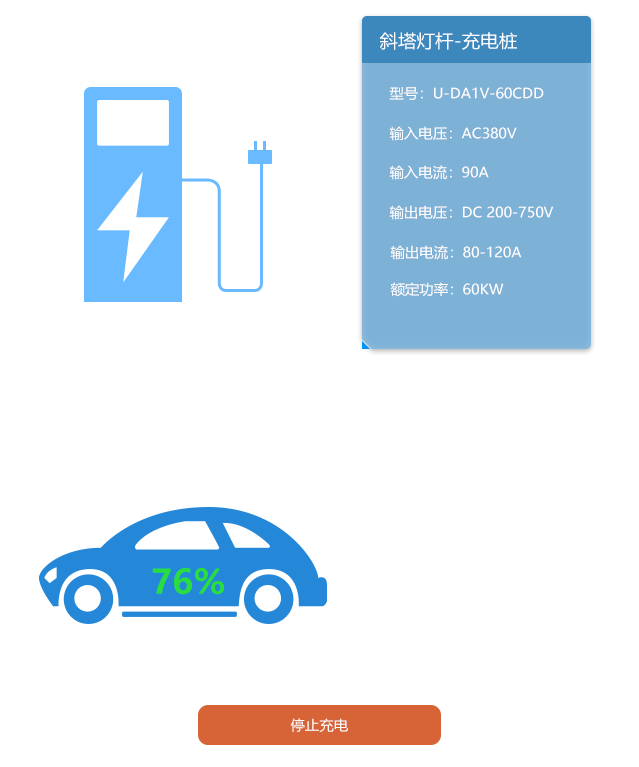 斜塔灯杆-充电桩
型号：U-DA1V-60CDD
输入电压：AC380V
输入电流：90A
输出电压：DC 200-750V
输出电流：80-120A
额定功率：60KW
76%
停止充电